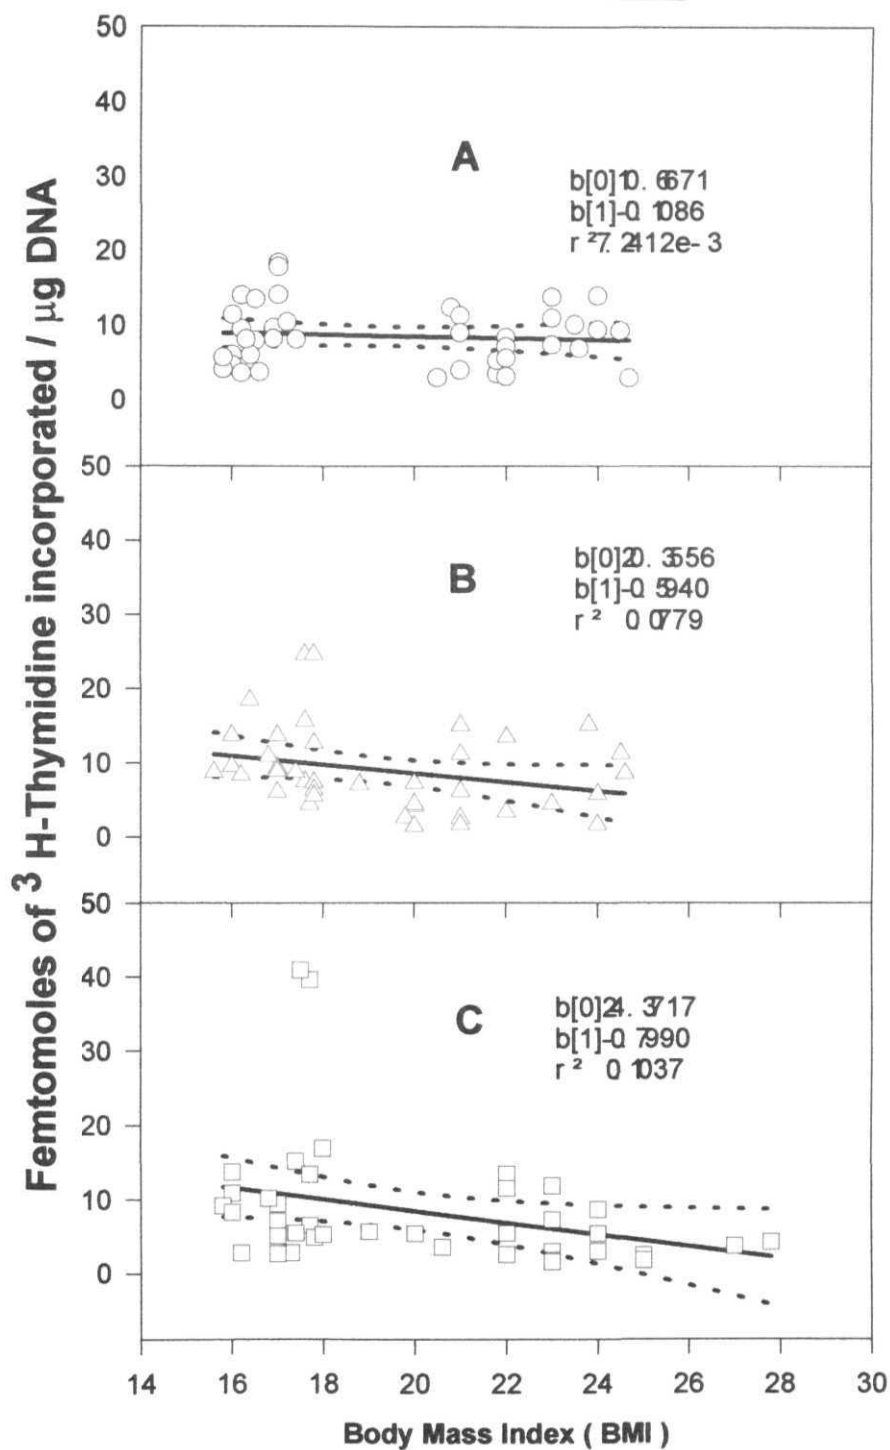 Femtomoles of ³ H-Thymidine incorporated / µg DNA
50
40
30
20
10
0
A
b[0]10.6671
b[1]-0.1086
r ²7.2412e-3
50
40
30
20
10
0
B
b[0]20.3556
b[1]-0.5940
r ² 0.0779
50
40
30
20
10
0
C
b[0]24.3717
b[1]-0.7990
r ² 0.1037
14 16 18 20 22 24 26 28 30
Body Mass Index ( BMI )